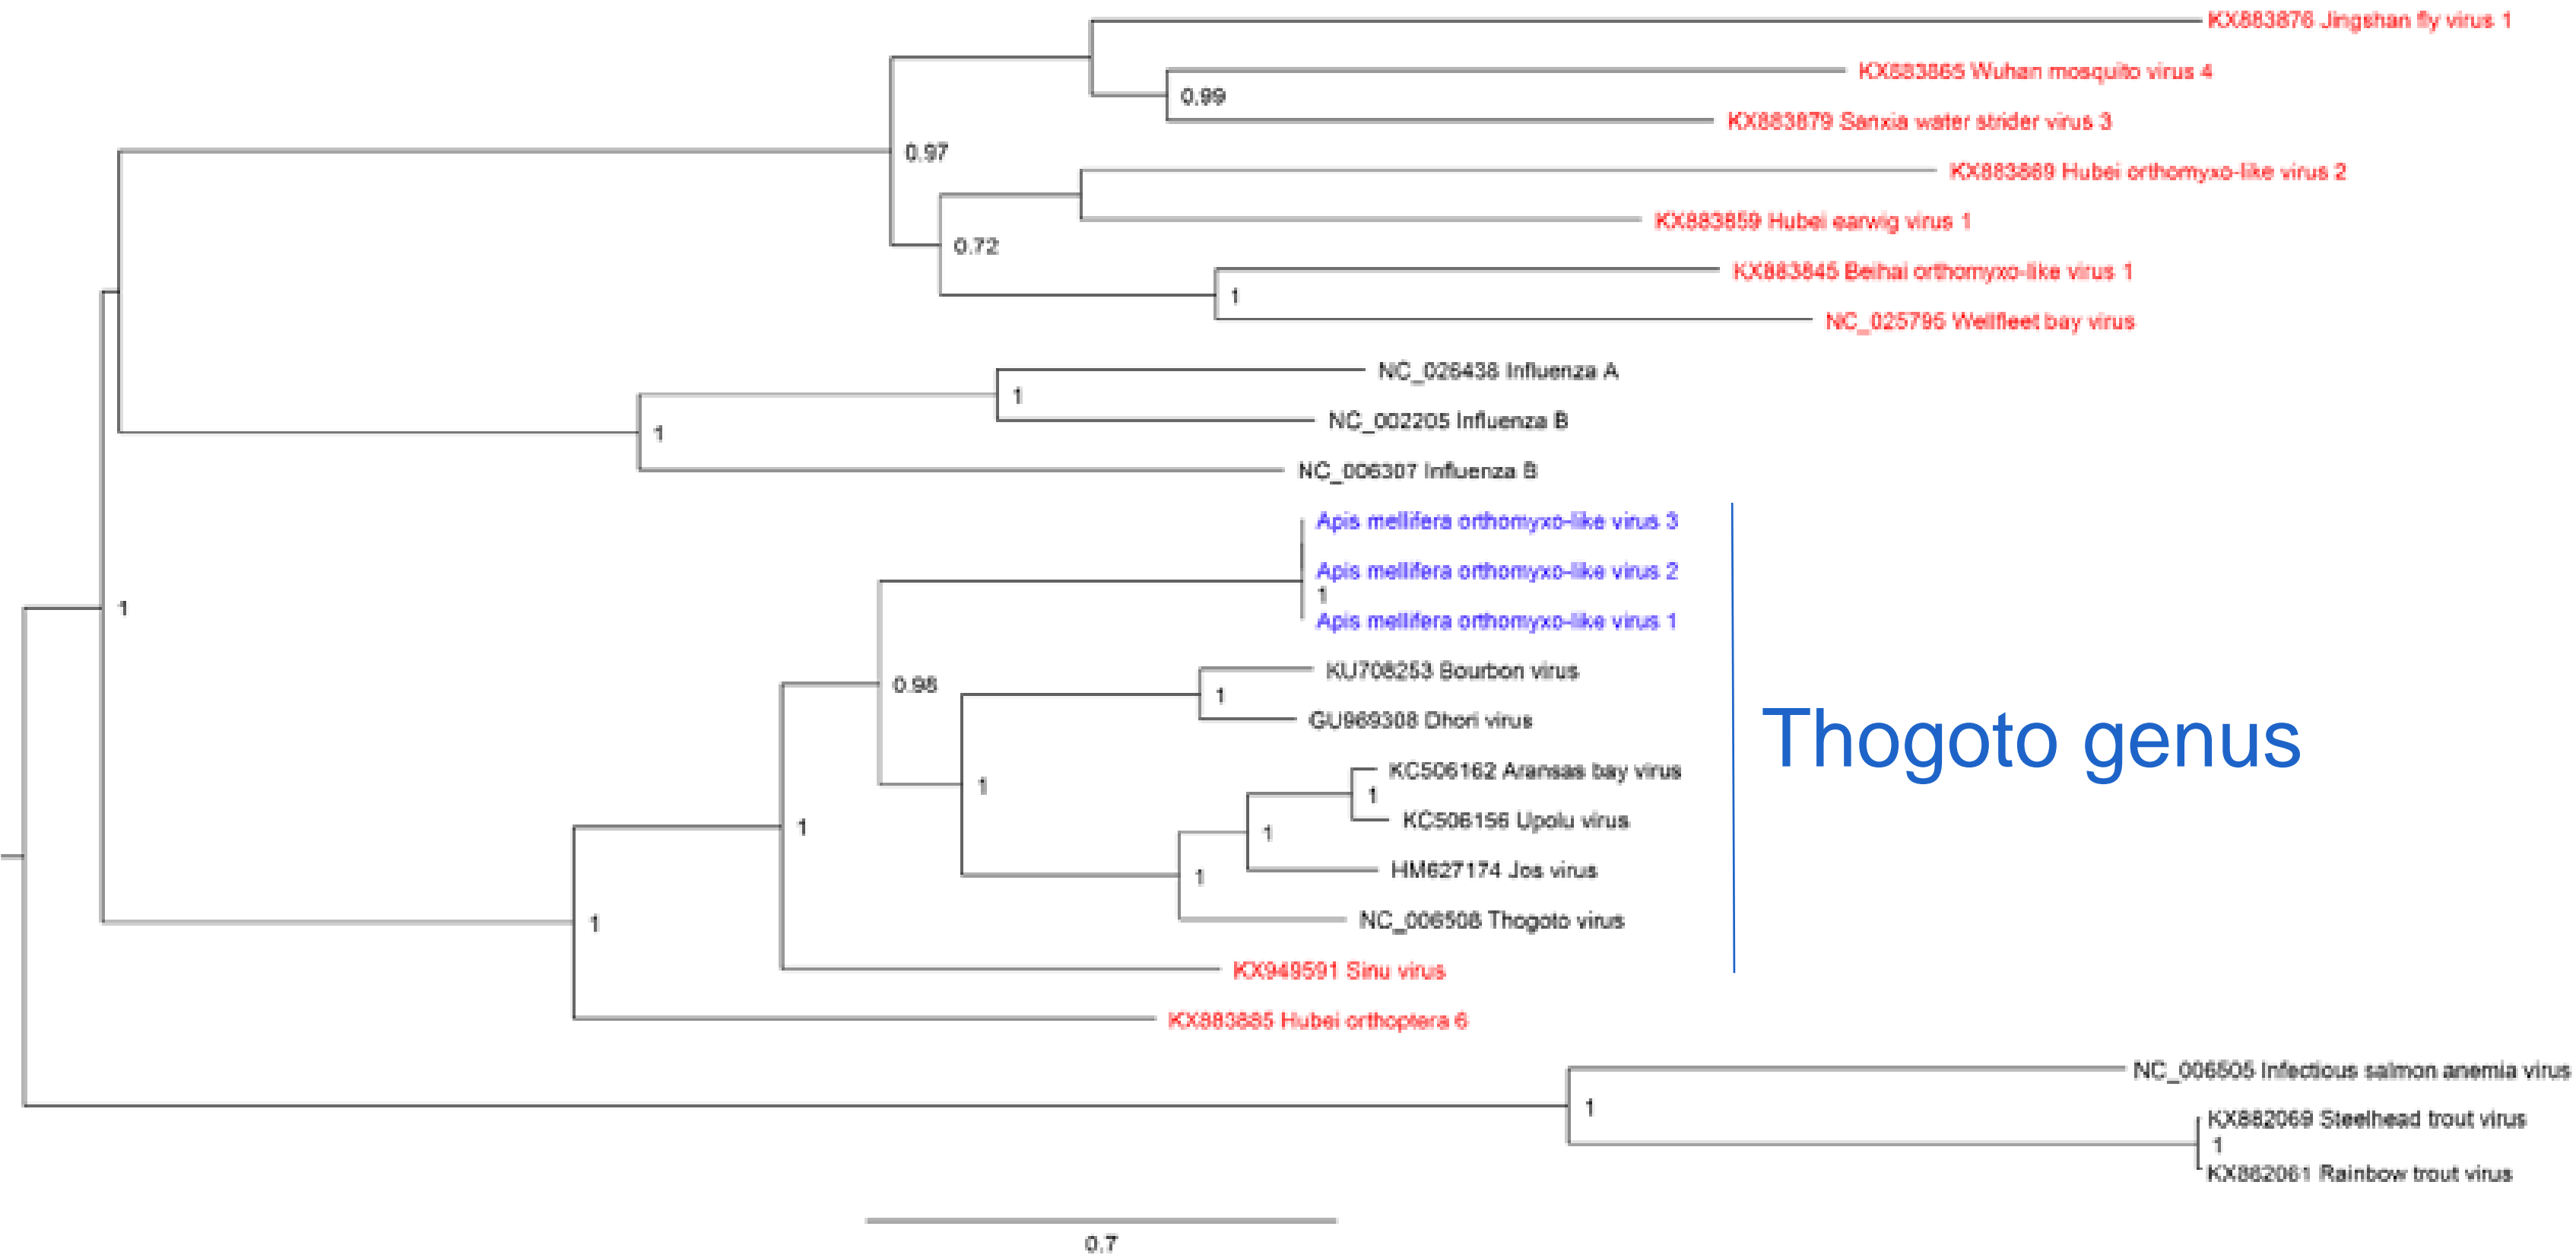 KX883876 Jingshan fly virus 1
KX883865 Wuhan mosquito virus 4
0.99
KX883879 Sanxia water strider virus 3
0.97
KX883869 Hubei orthomyxo-like virus 2
KX883859 Hubei earwig virus 1
0.72
KX883845 Beihai orthomyxo-like virus 1
1
NC_025795 Wellfleet bay virus
NC_026438 Influenza A
1
NC_002205 Influenza B
1
NC_006307 Influenza B
Apis mellifera orthomyxo-like virus 3
Apis mellifera orthomyxo-like virus 2
1
1
Apis mellifera orthomyxo-like virus 1
KU708253 Bourbon virus
0.98
1
GU969308 Dhori virus
Thogoto genus
KC506162 Aransas bay virus
1
1
KC506156 Upolu virus
1
1
HM627174 Jos virus
1
NC_006508 Thogoto virus
1
KX949591 Sinu virus
KX883885 Hubei orthoptera 6
NC_006505 Infectious salmon anemia virus
1
KX882069 Steelhead trout virus
1
KX882061 Rainbow trout virus
0.7